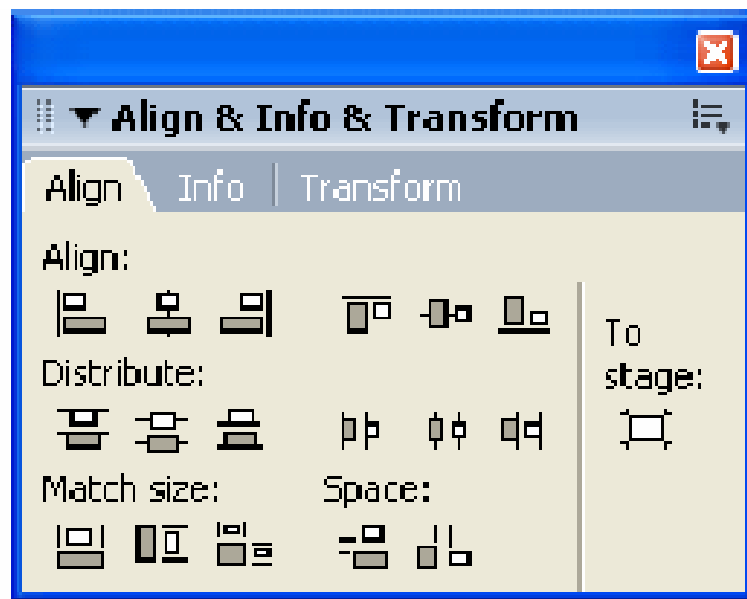 Align & Info & Transform
Align Info Transform
Align:
Distribute:
Match size: Space:
To
stage: